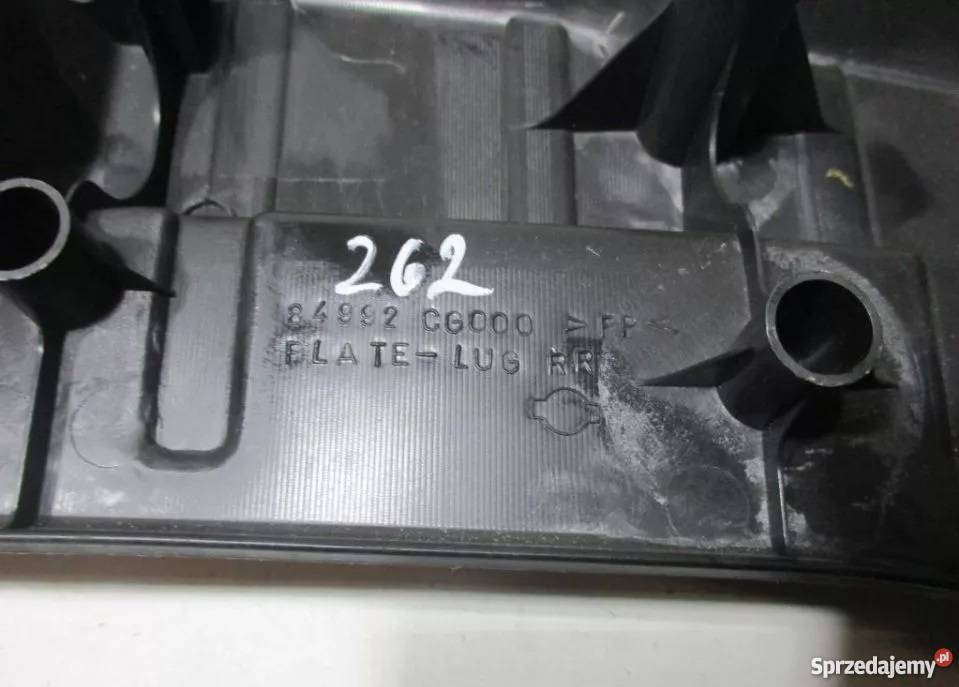 262
84992 CG000 >PP<
PLATE-LUG RR
Sprzedajemy.pl